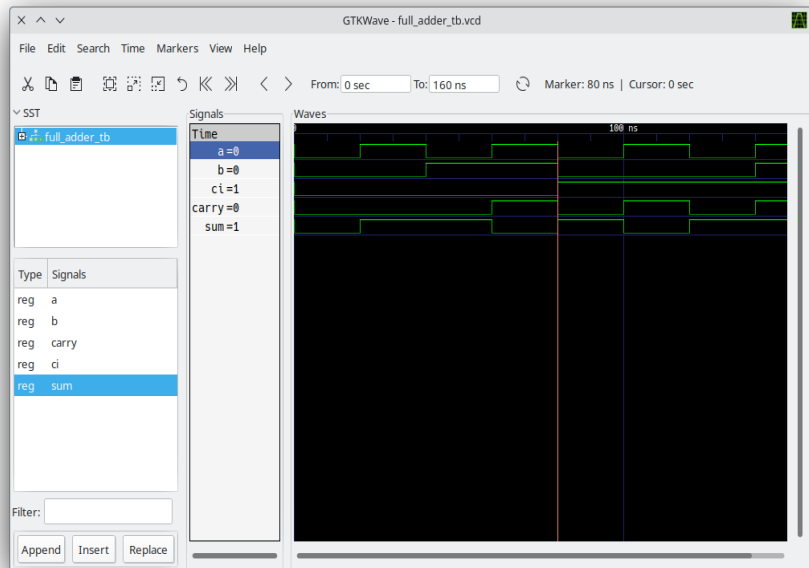 GTKWave - full_adder_tb.vcd
File Edit Search Time Markers View Help
From: 0 sec To: 160 ns Marker: 80 ns | Cursor: 0 sec
SST
full_adder_tb
Type Signals
reg a
reg b
reg carry
reg ci
reg sum
Filter:
Append Insert Replace
Signals
Time
a=0
b=0
ci=1
carry=0
sum=1
Waves
100 ns